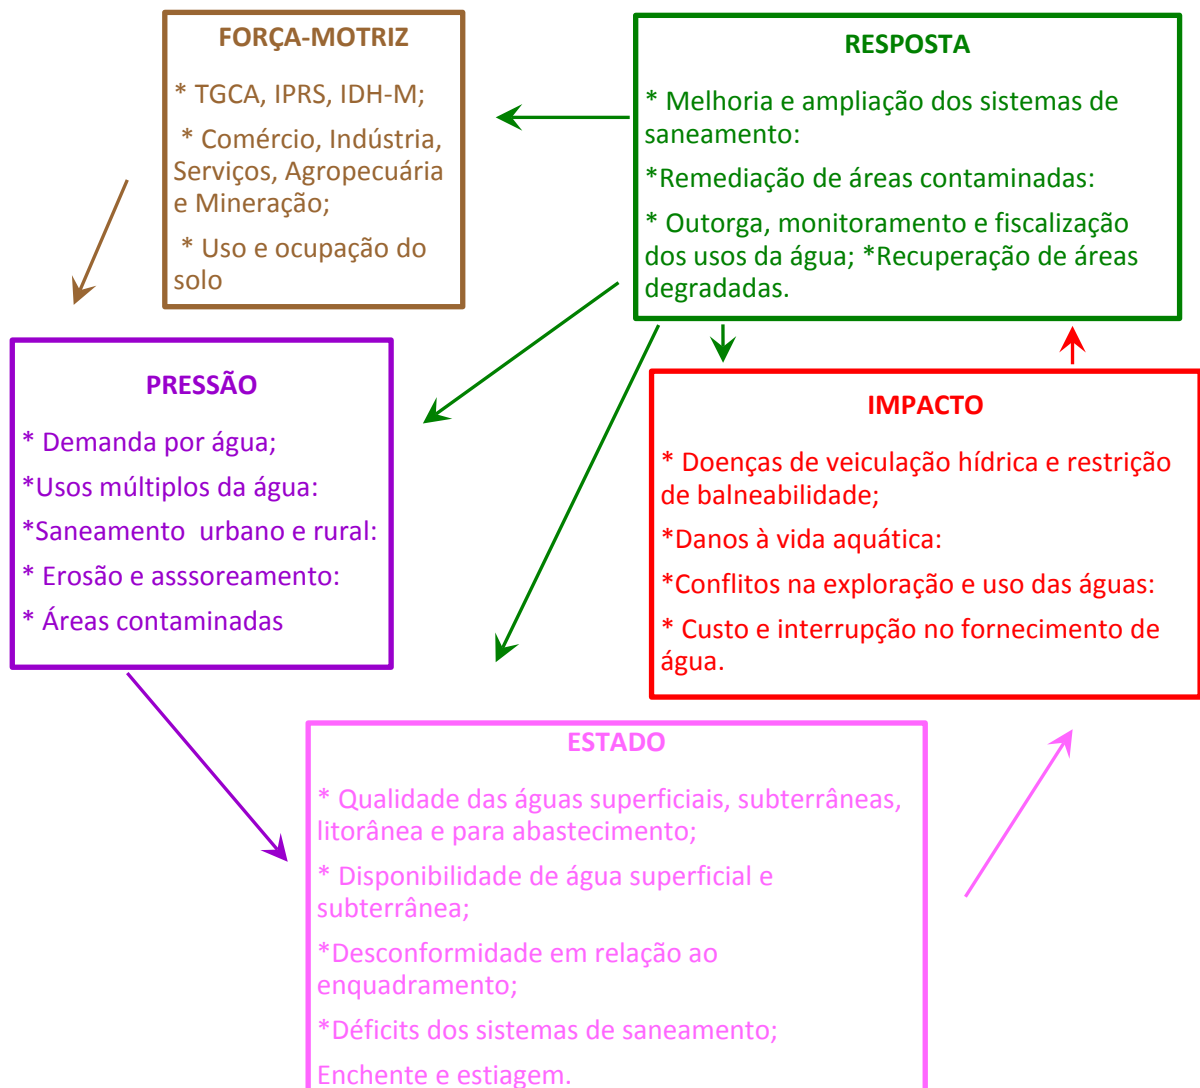 FORÇA-MOTRIZ
* TGCA, IPRS, IDH-M;
* Comércio, Indústria,
Serviços, Agropecuária
e Mineração;
* Uso e ocupação do
solo
RESPOSTA
* Melhoria e ampliação dos sistemas de
saneamento:
*Remediação de áreas contaminadas:
* Outorga, monitoramento e fiscalização
dos usos da água; *Recuperação de áreas
degradadas.
PRESSÃO
* Demanda por água;
*Usos múltiplos da água:
*Saneamento urbano e rural:
* Erosão e asssoreamento:
* Áreas contaminadas
IMPACTO
* Doenças de veiculação hídrica e restrição
de balneabilidade;
*Danos à vida aquática:
*Conflitos na exploração e uso das águas:
* Custo e interrupção no fornecimento de
água.
ESTADO
* Qualidade das águas superficiais, subterrâneas,
litorânea e para abastecimento;
* Disponibilidade de água superficial e
subterrânea;
*Desconformidade em relação ao
enquadramento;
*Déficits dos sistemas de saneamento;
Enchente e estiagem.